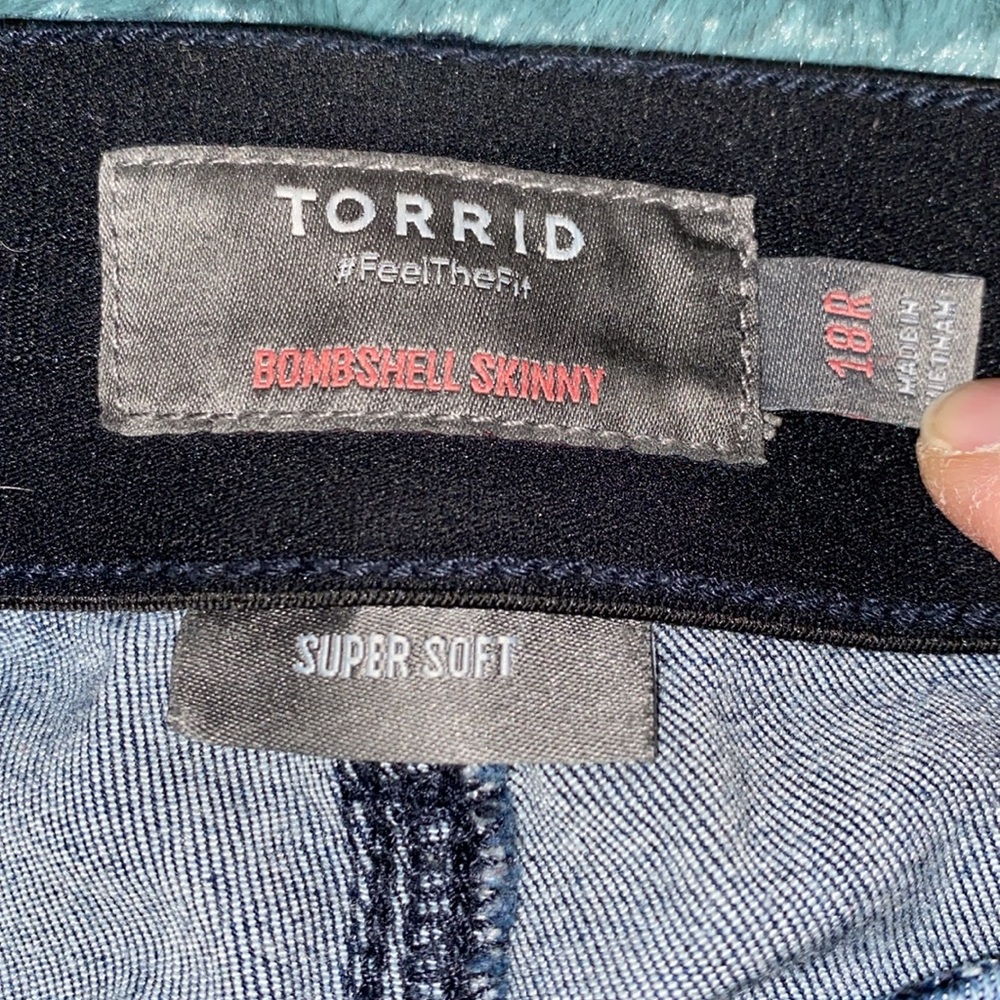 TORRID
#FeelTheFit
BOMBSHELL SKINNY
18R
MADE IN
VIETNAM
SUPER SOFT